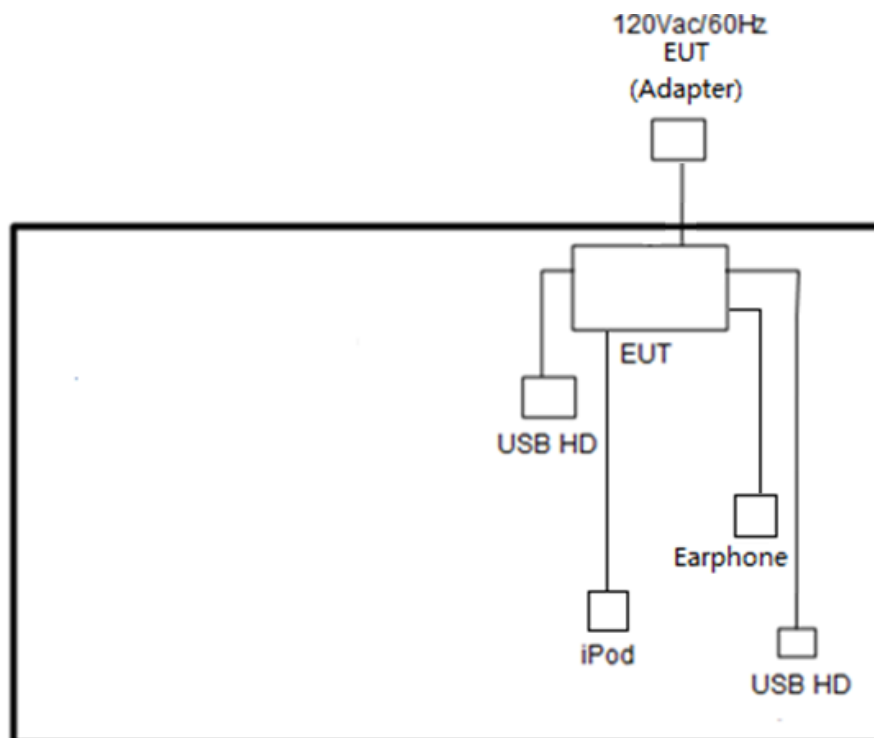 120Vac/60Hz
EUT
(Adapter)
EUT
USB HD
Earphone
iPod
USB HD